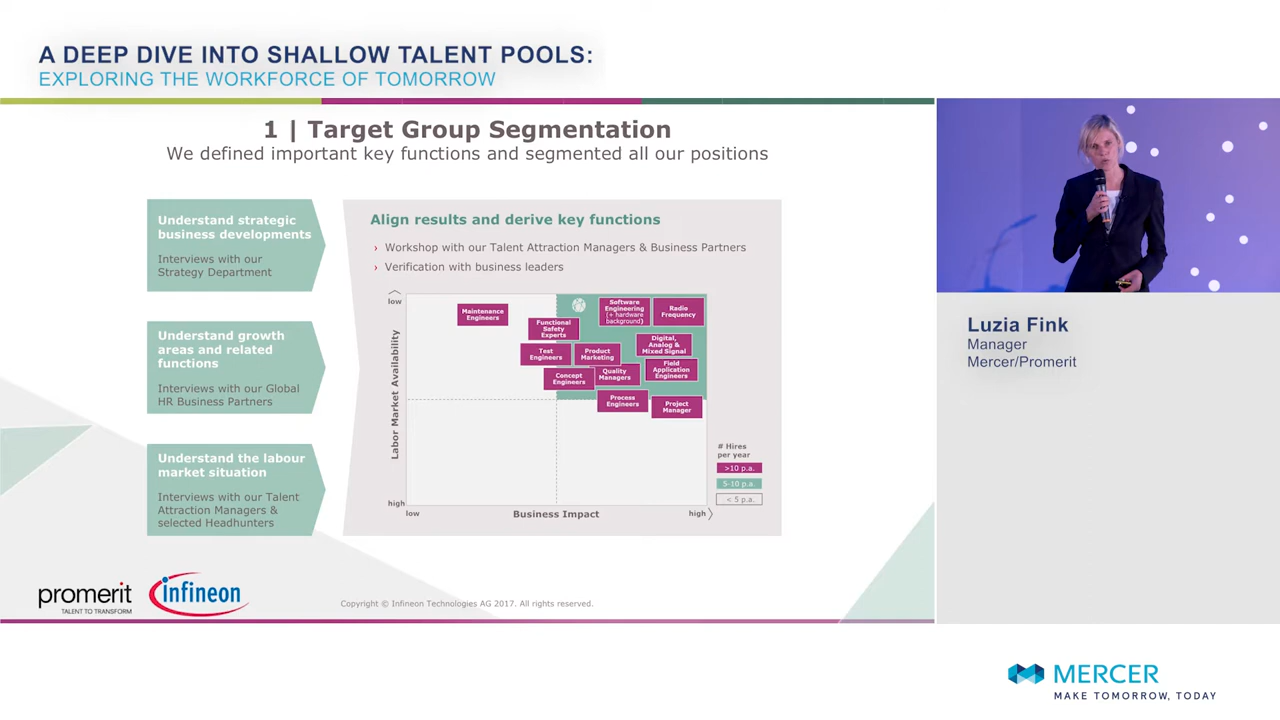 A DEEP DIVE INTO SHALLOW TALENT POOLS:
EXPLORING THE WORKFORCE OF TOMORROW
1 | Target Group Segmentation
We defined important key functions and segmented all our positions
Understand strategic
business developments
Interviews with our
Strategy Department
Understand growth
areas and related
functions
Interviews with our Global
HR Business Partners
Understand the labour
market situation
Interviews with our Talent
Attraction Managers &
selected Headhunters
Align results and derive key functions
› Workshop with our Talent Attraction Managers & Business Partners
› Verification with business leaders
low
Labor Market Availability
high
Maintenance
Engineers
Functional
Safety
Experts
Software
Engineering
(+ hardware
background)
Radio
Frequency
Test
Engineers
Product
Marketing
Digital,
Analog &
Mixed Signal
Concept
Engineers
Quality
Managers
Field
Application
Engineers
Process
Engineers
Project
Manager
low
Business Impact
high
# Hires
per year
>10 p.a.
5-10 p.a.
< 5 p.a.
promerit
TALENT TO TRANSFORM
infineon
Copyright © Infineon Technologies AG 2017. All rights reserved.
Luzia Fink
Manager
Mercer/Promerit
MERCER
MAKE TOMORROW, TODAY